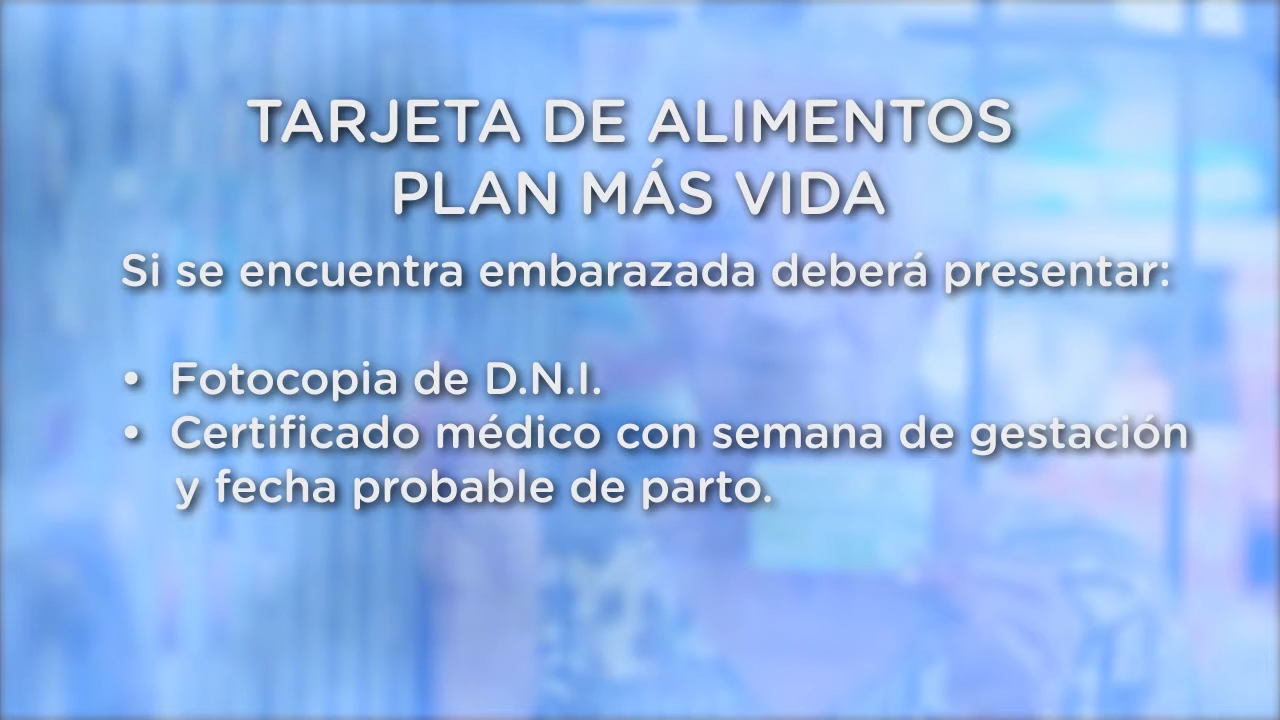 TARJETA DE ALIMENTOS
PLAN MÁS VIDA
Si se encuentra embarazada deberá presentar:
• Fotocopia de D.N.I.
• Certificado médico con semana de gestación
y fecha probable de parto.